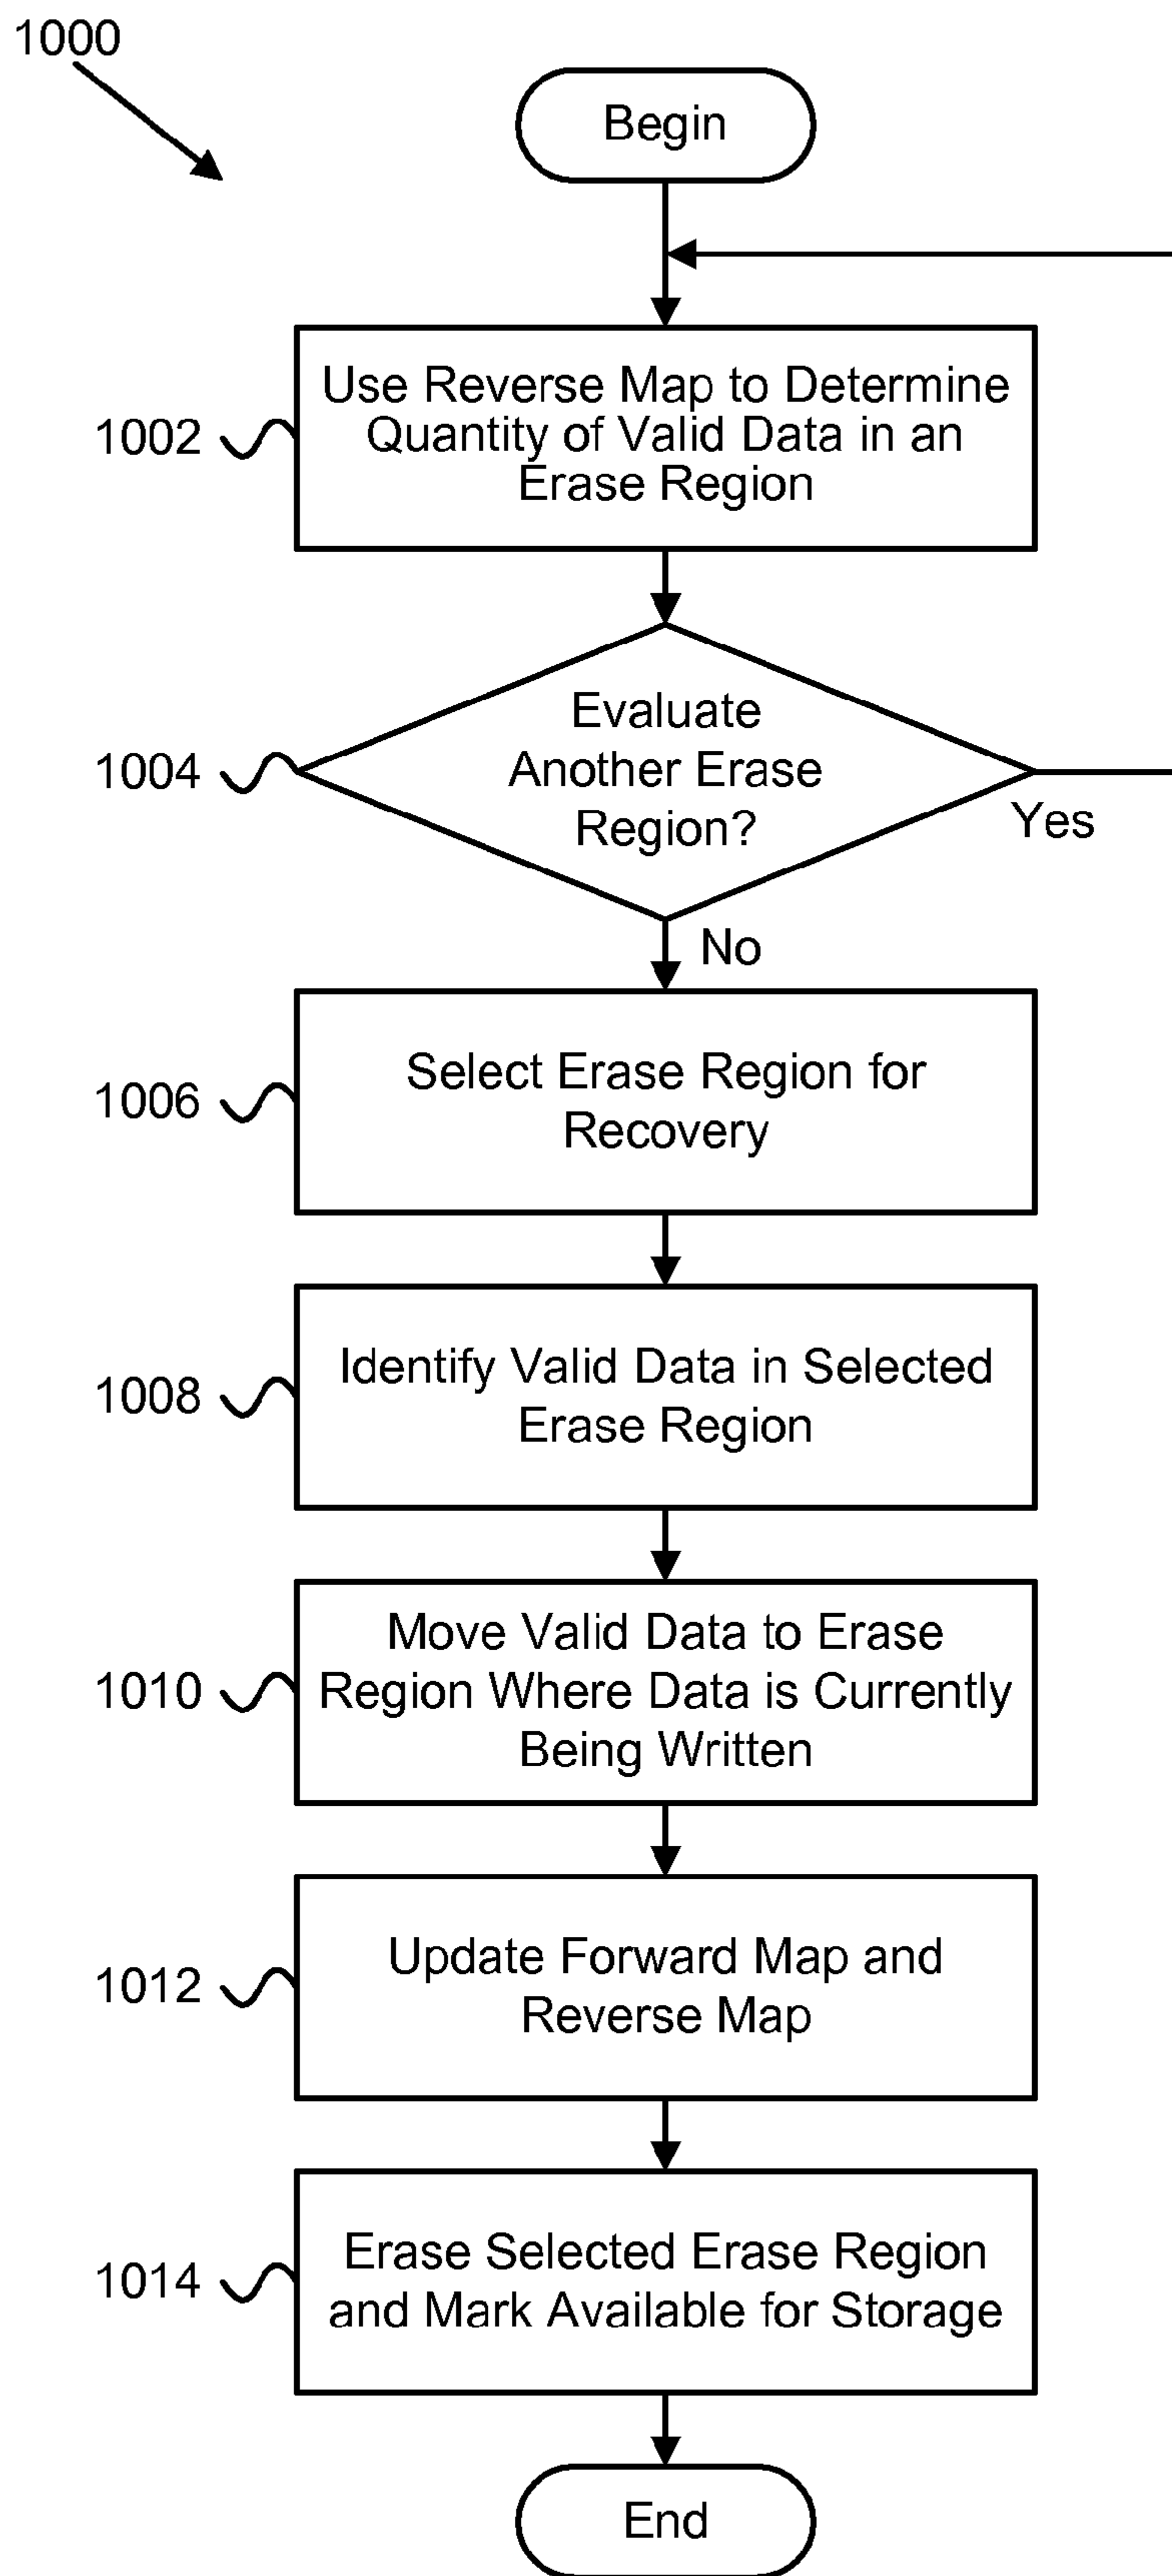 1000
Begin
1002
Use Reverse Map to Determine
Quantity of Valid Data in an
Erase Region
1004
Evaluate
Another Erase
Region?
Yes
No
1006
Select Erase Region for
Recovery
1008
Identify Valid Data in Selected
Erase Region
1010
Move Valid Data to Erase
Region Where Data is Currently
Being Written
1012
Update Forward Map and
Reverse Map
1014
Erase Selected Erase Region
and Mark Available for Storage
End